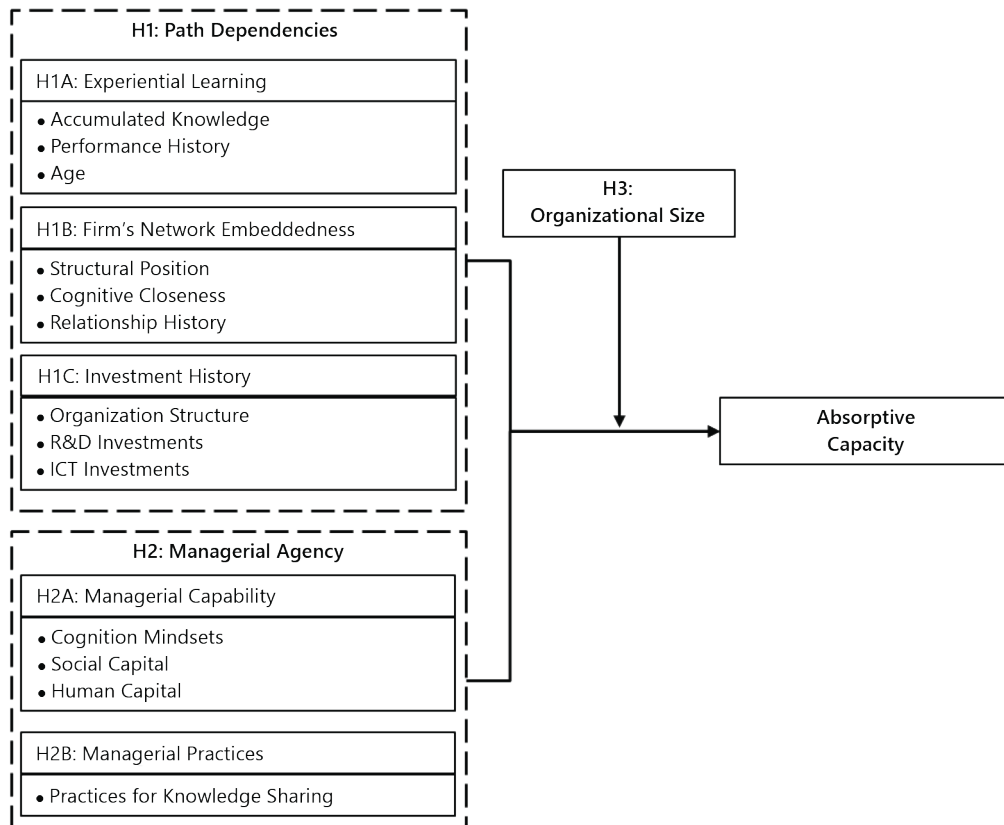 H1: Path Dependencies
H1A: Experiential Learning
• Accumulated Knowledge
• Performance History
• Age
H1B: Firm's Network Embeddedness
• Structural Position
• Cognitive Closeness
• Relationship History
H1C: Investment History
• Organization Structure
• R&D Investments
• ICT Investments
H2: Managerial Agency
H2A: Managerial Capability
• Cognition Mindsets
• Social Capital
• Human Capital
H2B: Managerial Practices
• Practices for Knowledge Sharing
H3:
Organizational Size
Absorptive
Capacity